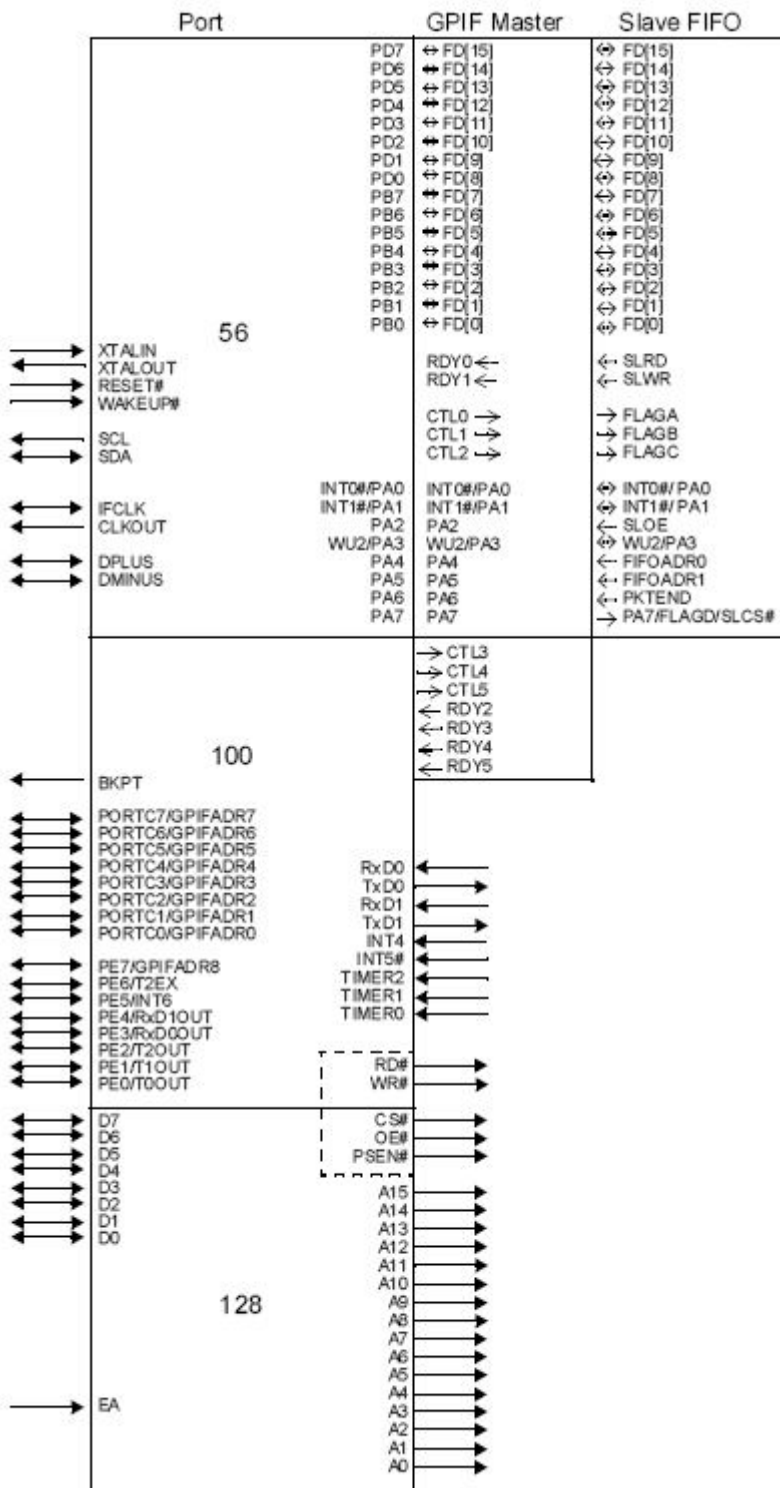 Port GPIF Master Slave FIFO
PD7 FD[15] FD[15]
PD6 FD[14] FD[14]
PD5 FD[13] FD[13]
PD4 FD[12] FD[12]
PD3 FD[11] FD[11]
PD2 FD[10] FD[10]
PD1 FD[9] FD[9]
PD0 FD[8] FD[8]
PB7 FD[7] FD[7]
PB6 FD[6] FD[6]
PB5 FD[5] FD[5]
PB4 FD[4] FD[4]
PB3 FD[3] FD[3]
PB2 FD[2] FD[2]
PB1 FD[1] FD[1]
PB0 FD[0] FD[0]
56
XTALIN
XTALOUT RDY0 SLRD
RESET# RDY1 SLWR
WAKEUP#
CTL0 FLAGA
SCL CTL1 FLAGB
SDA CTL2 FLAGC
INT0#/PA0 INT0#/PA0 INT0#/PA0
IFCLK INT1#/PA1 INT1#/PA1 INT1#/PA1
CLKOUT PA2 PA2 SLOE
WU2/PA3 WU2/PA3 WU2/PA3
DPLUS PA4 PA4 FIFOADR0
DMINUS PA5 PA5 FIFOADR1
PA6 PA6 PKTEND
PA7 PA7 PA7/FLAGD/SLCS#
CTL3
CTL4
CTL5
RDY2
RDY3
100 RDY4
RDY5
BKPT
PORTC7/GPIFADR7
PORTC6/GPIFADR6
PORTC5/GPIFADR5
PORTC4/GPIFADR4 RxD0
PORTC3/GPIFADR3 TxD0
PORTC2/GPIFADR2 RxD1
PORTC1/GPIFADR1 TxD1
PORTC0/GPIFADR0 INT4
PE7/GPIFADR8 INT5#
PE6/T2EX TIMER2
PE5/INT6 TIMER1
PE4/RxD1OUT TIMER0
PE3/RxD0OUT
PE2/T2OUT
PE1/T1OUT RD#
PE0/T0OUT WR#
D7 CS#
D6 OE#
D5 PSEN#
D4
D3 A15
D2 A14
D1 A13
D0 A12
A11
A10
128 A9
A8
A7
A6
A5
A4
EA A3
A2
A1
A0